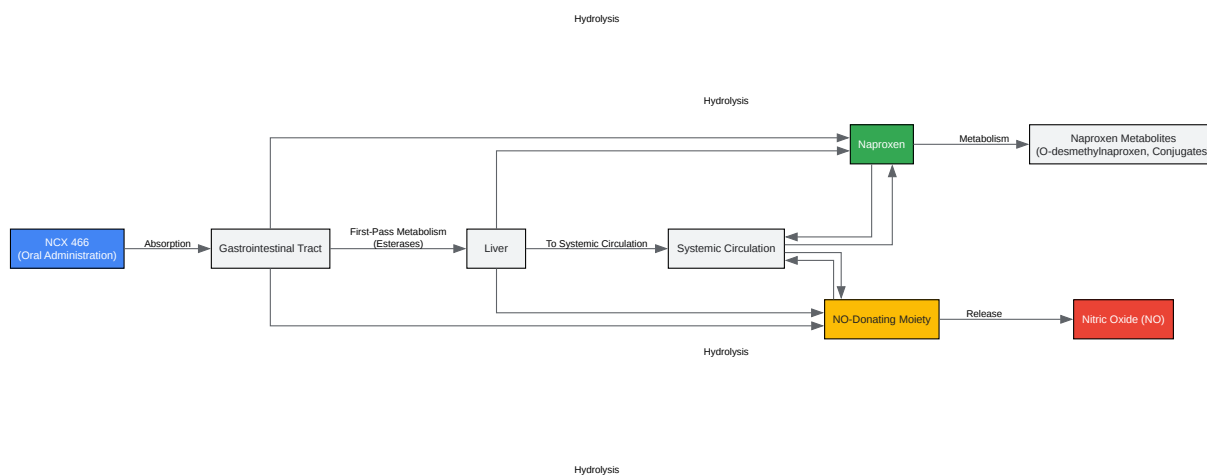 Hydrolysis
Hydrolysis
Naproxen
Metabolism
Naproxen Metabolites
(O-desmethylnaproxen, Conjugates
NCX 466
(Oral Administration)
Absorption
Gastrointestinal Tract
First-Pass Metabolism
(Esterases)
Liver
To Systemic Circulation
Systemic Circulation
NO-Donating Moiety
Release
Nitric Oxide (NO)
Hydrolysis
Hydrolysis